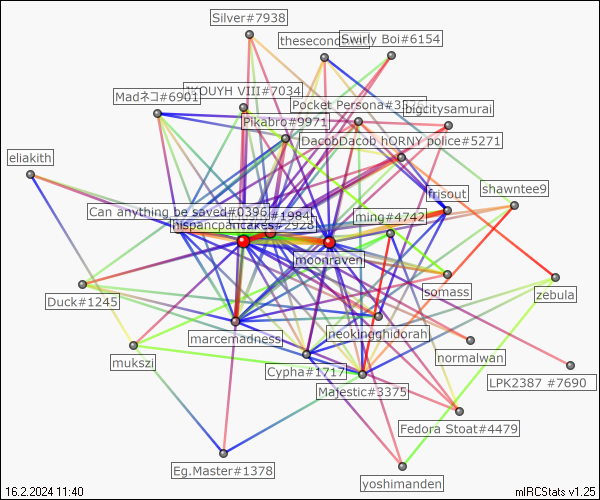 Silver#7938
Swirly Boi#6154
thesecond
OUYH VIII#7034
Madネコ#6901
Pocket Persona#33
bigcitysamurai
Pikabro#9971
DacobDacob hORNY police#5271
eliakith
frisout
shawntee9
Can anything be saved#0396
#1984
ming#4742
hispancpancakes#2928
moonraven
somass
zebula
Duck#1245
marcemadness
neokingghidorah
normalwan
mukszi
Cypha#1717
Majestic#3375
LPK2387 #7690
Fedora Stoat#4479
Eg.Master#1378
yoshimanden
16.2.2024 11:40
mIRCStats v1.25